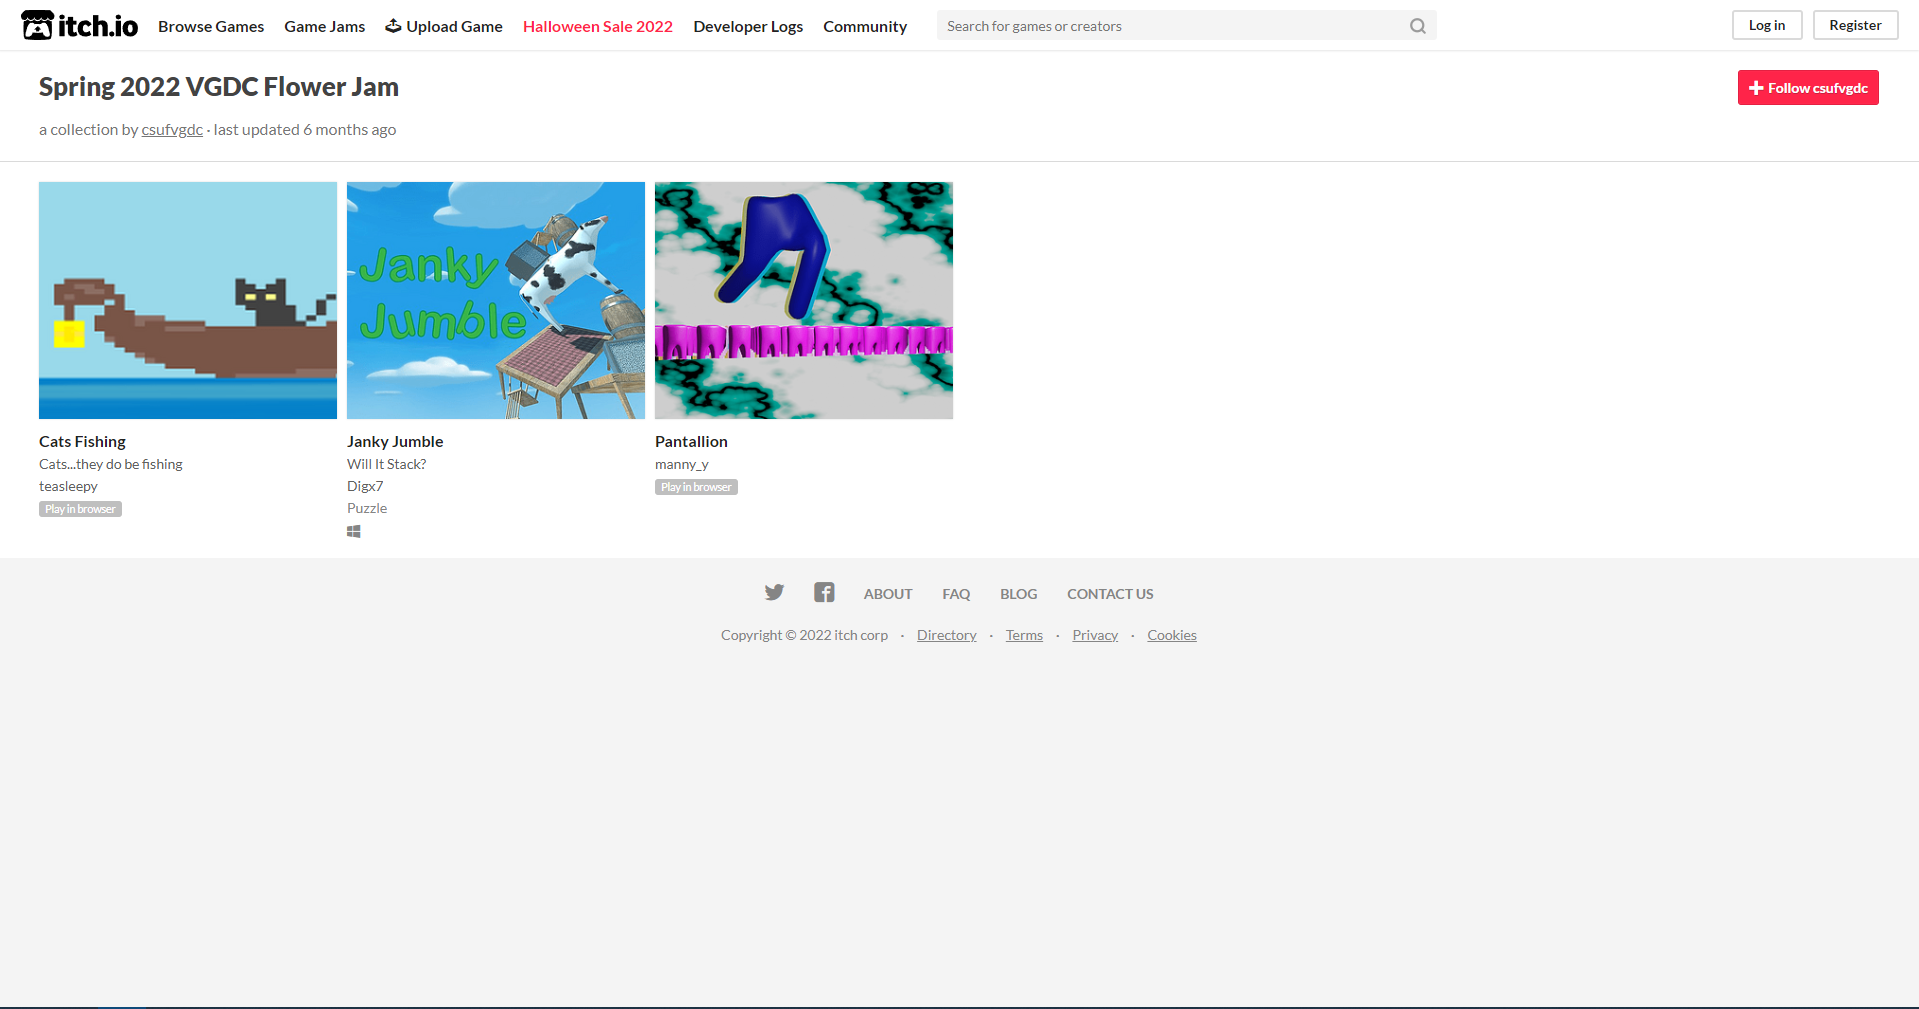 itch.io Browse Games Game Jams Upload Game Halloween Sale 2022 Developer Logs Community Search for games or creators Log in Register
Spring 2022 VGDC Flower Jam
Follow csufvgdc
a collection by csufvgdc · last updated 6 months ago
Janky
Jumble
Cats Fishing
Cats...they do be fishing
teasleepy
Play in browser
Janky Jumble
Will It Stack?
Digx7
Puzzle
Pantallion
manny_y
Play in browser
ABOUT FAQ BLOG CONTACT US
Copyright © 2022 itch corp · Directory · Terms · Privacy · Cookies